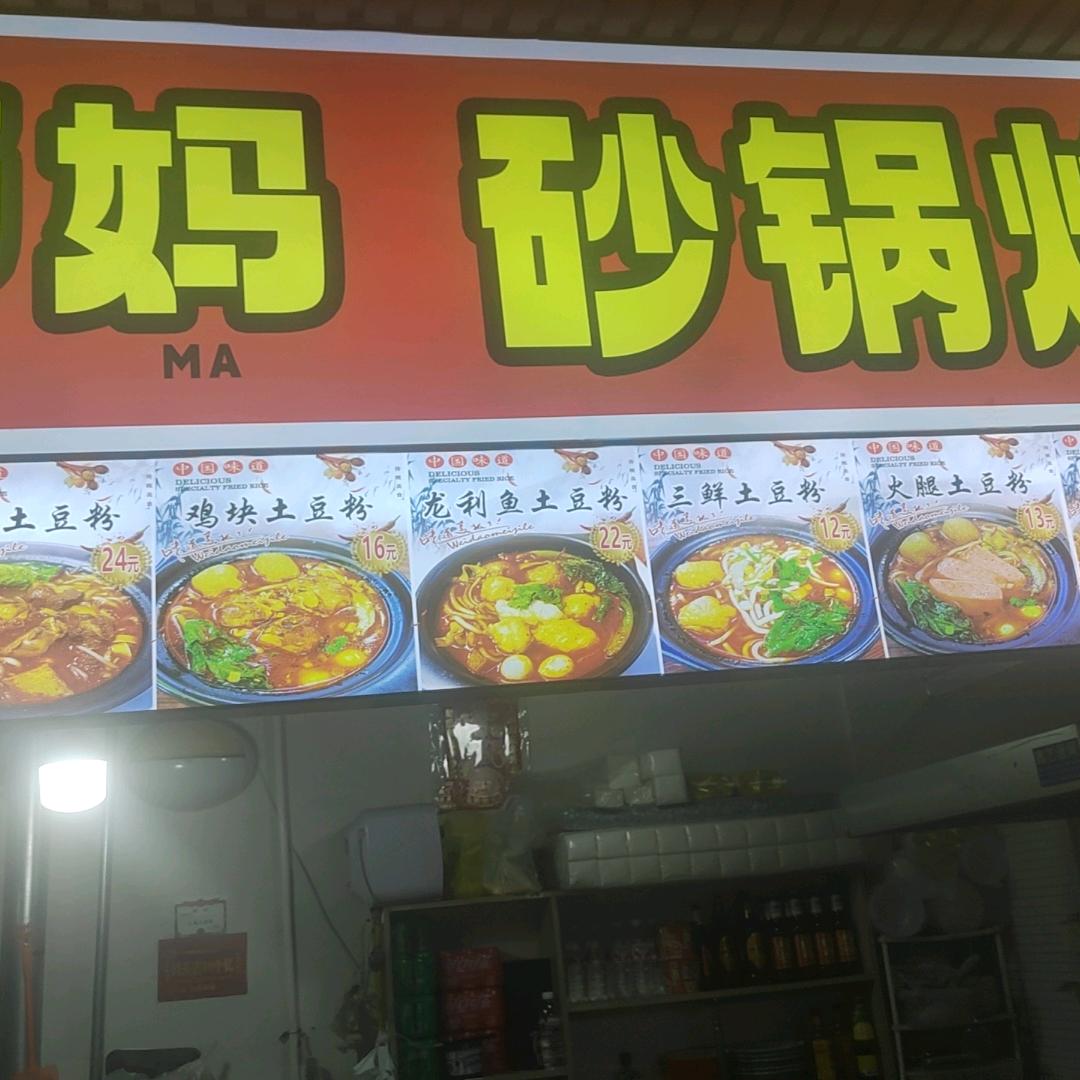 妈 砂锅
MA
土豆粉
24元
中国味道
DELICIOUS
SPECIALTY FRIED RICE
鸡块土豆粉
16元
中国味道
DELICIOUS
SPECIALTY FRIED RICE
龙利鱼土豆粉
22元
中国味道
DELICIOUS
SPECIALTY FRIED RICE
三鲜土豆粉
12元
中国味道
DELICIOUS
SPECIALTY FRIED RICE
火腿土豆粉
13元